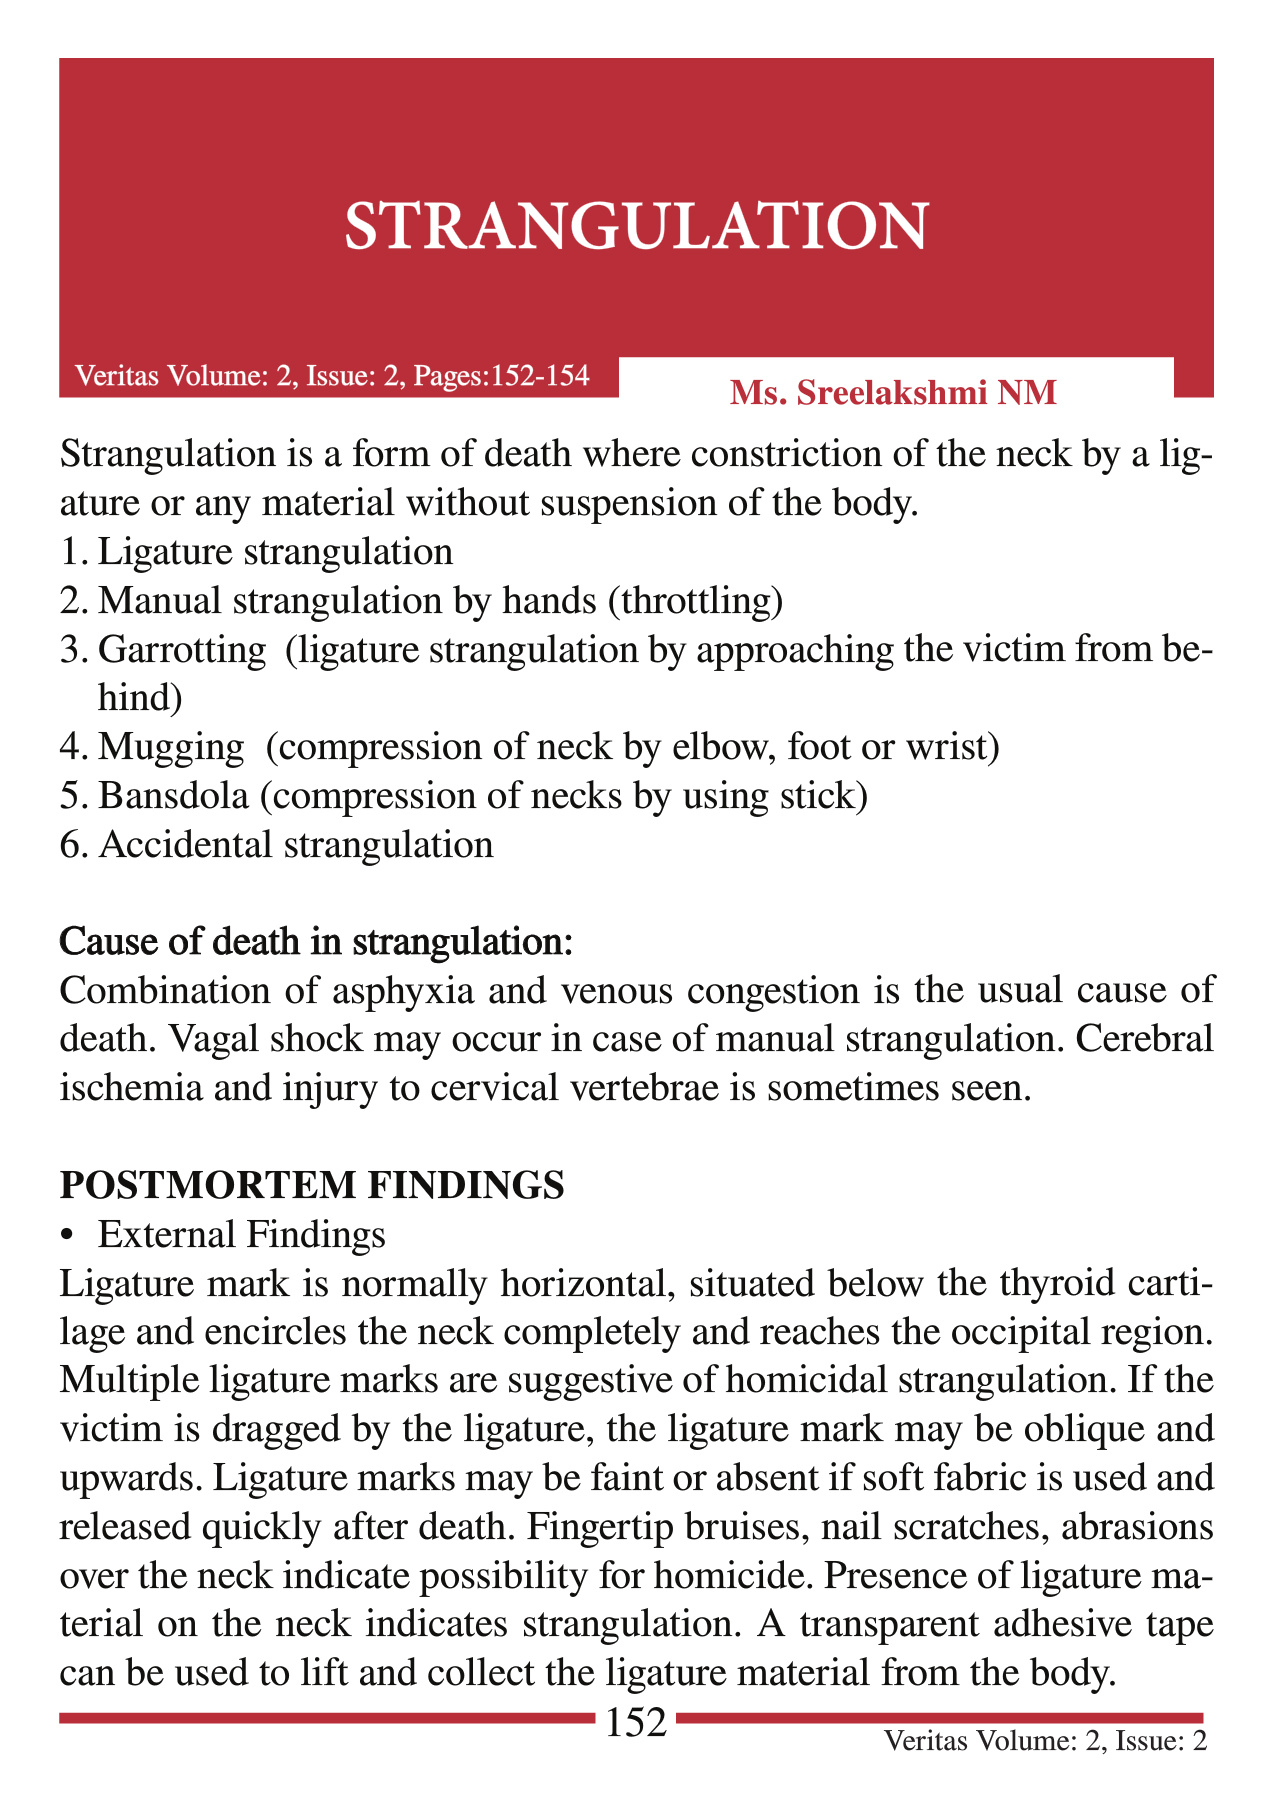 STRANGULATION
Veritas Volume: 2, Issue: 2, Pages:152-154
Ms. Sreelakshmi NM
Strangulation is a form of death where constriction of the neck by a lig-
ature or any material without suspension of the body.
1. Ligature strangulation
2. Manual strangulation by hands (throttling)
3. Garrotting  (ligature strangulation by approaching the victim from be-
hind)
4. Mugging  (compression of neck by elbow, foot or wrist)
5. Bansdola (compression of necks by using stick)
6. Accidental strangulation
Cause of death in strangulation:
Combination of asphyxia and venous congestion is the usual cause of
death. Vagal shock may occur in case of manual strangulation. Cerebral
ischemia and injury to cervical vertebrae is sometimes seen.
POSTMORTEM FINDINGS
• External Findings
Ligature mark is normally horizontal, situated below the thyroid carti-
lage and encircles the neck completely and reaches the occipital region.
Multiple ligature marks are suggestive of homicidal strangulation. If the
victim is dragged by the ligature, the ligature mark may be oblique and
upwards. Ligature marks may be faint or absent if soft fabric is used and
released quickly after death. Fingertip bruises, nail scratches, abrasions
over the neck indicate possibility for homicide. Presence of ligature ma-
terial on the neck indicates strangulation. A transparent adhesive tape
can be used to lift and collect the ligature material from the body.
152
Veritas Volume: 2, Issue: 2